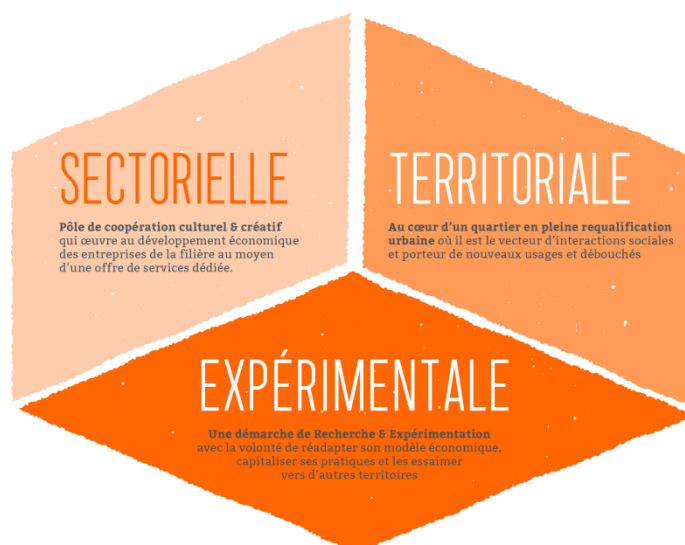 SECTORIELLE
Pôle de coopération culturel & créatif
qui œuvre au développement économique
des entreprises de la filière au moyen
d'une offre de services dédiée.
TERRITORIALE
Au cœur d'un quartier en pleine requalification
urbaine où il est le vecteur d'interactions sociales
et porteur de nouveaux usages et débouchés
EXPÉRIMENTALE
Une démarche de Recherche & Expérimentation
avec la volonté de réadapter son modèle économique,
capitaliser ses pratiques et les essaimer
vers d'autres territoires